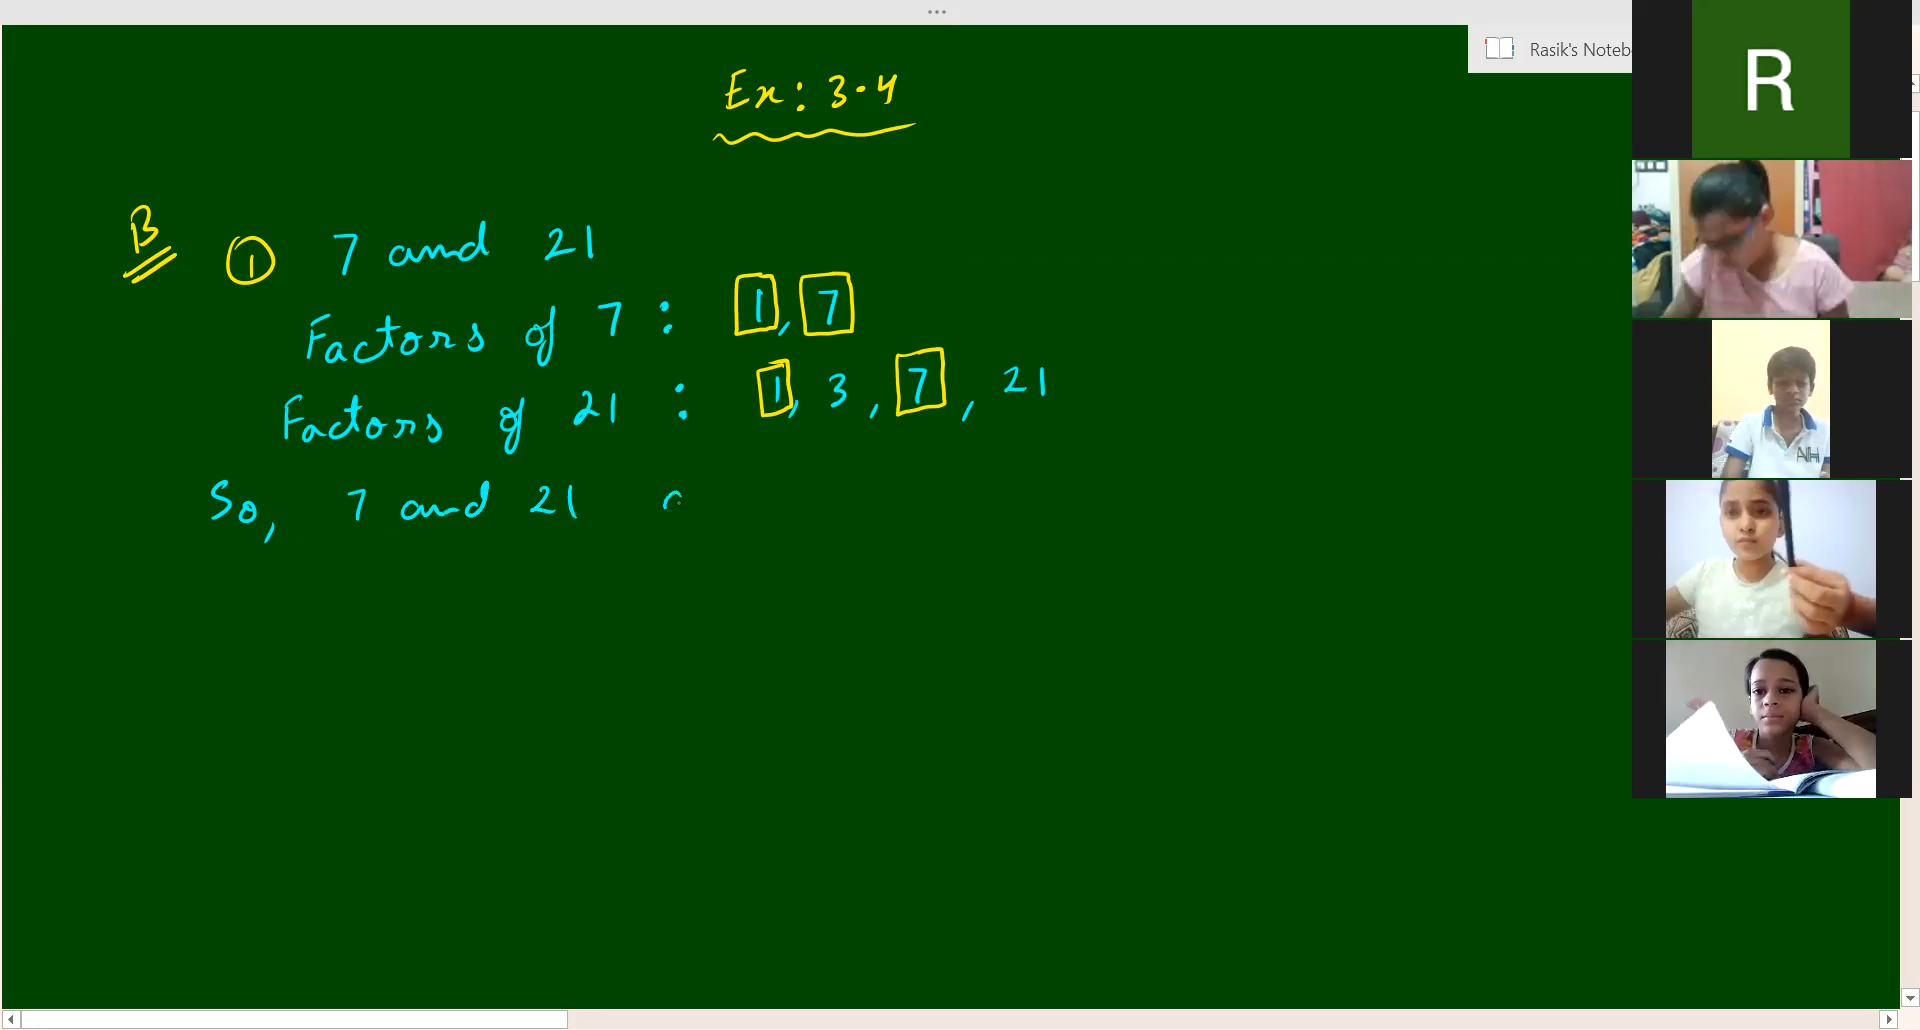 Rasik's Noteb
R
Ex: 3.4
B ① 7 and 21
Factors of 7 : 1, 7
Factors of 21 : 1, 3, 7, 21
So, 7 and 21
AH